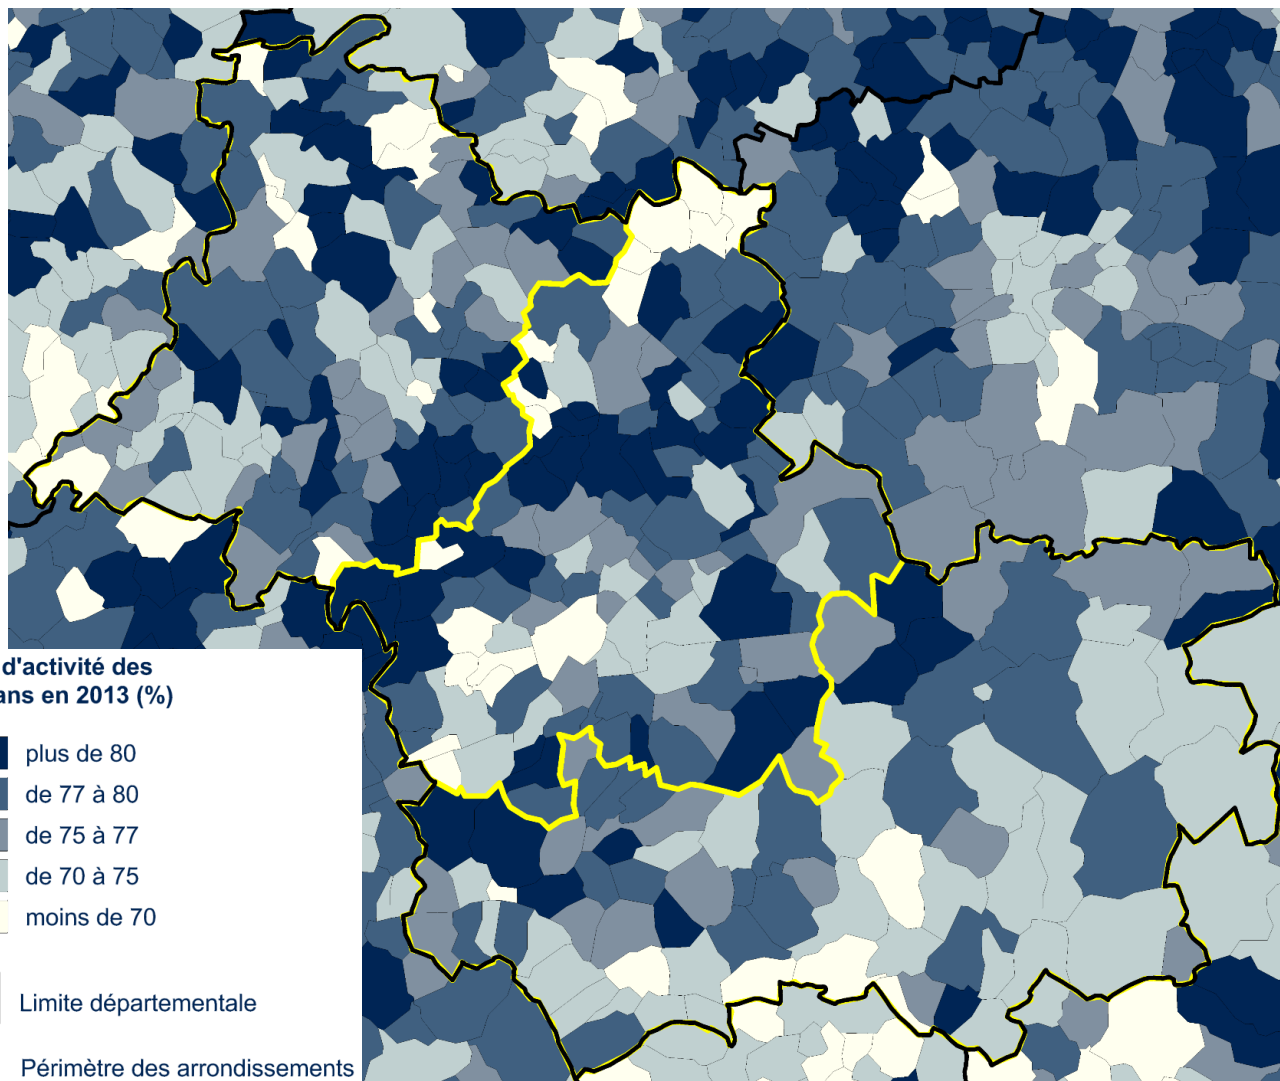 d'activité des
ans en 2013 (%)
plus de 80
de 77 à 80
de 75 à 77
de 70 à 75
moins de 70
Limite départementale
Périmètre des arrondissements